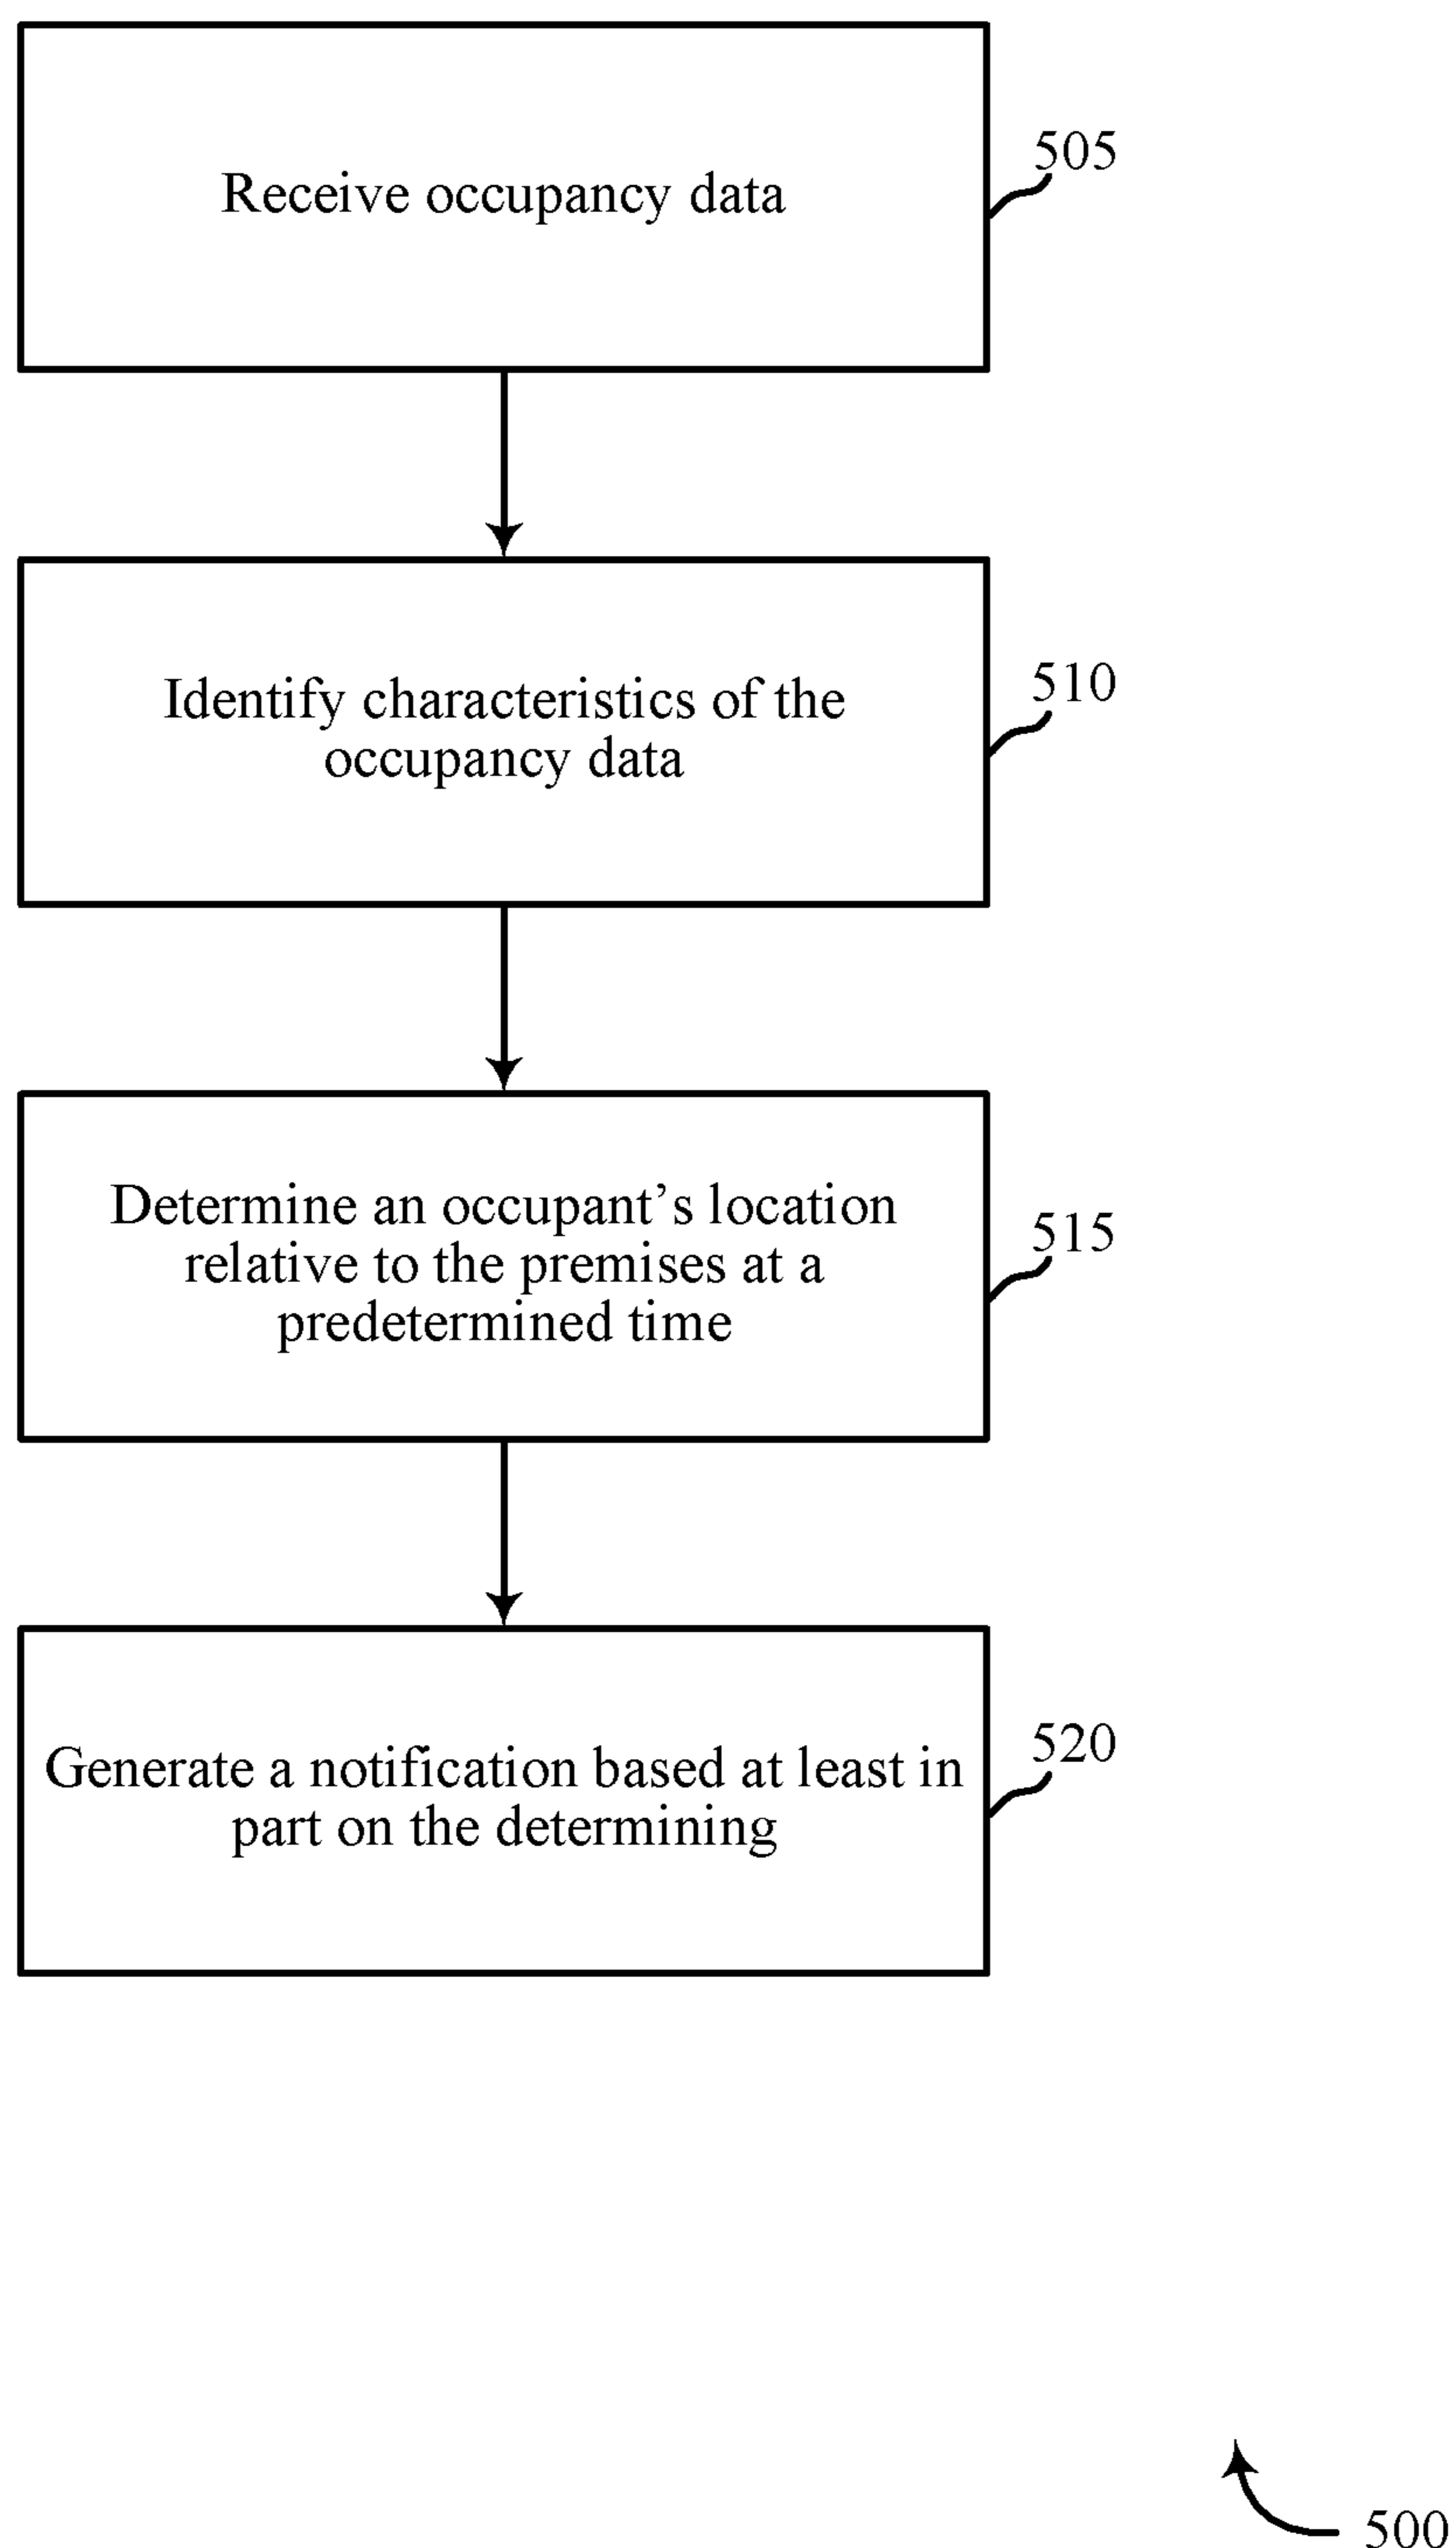 Receive occupancy data
505
Identify characteristics of the
occupancy data
510
Determine an occupant’s location
relative to the premises at a
predetermined time
515
Generate a notification based at least in
part on the determining
520
500